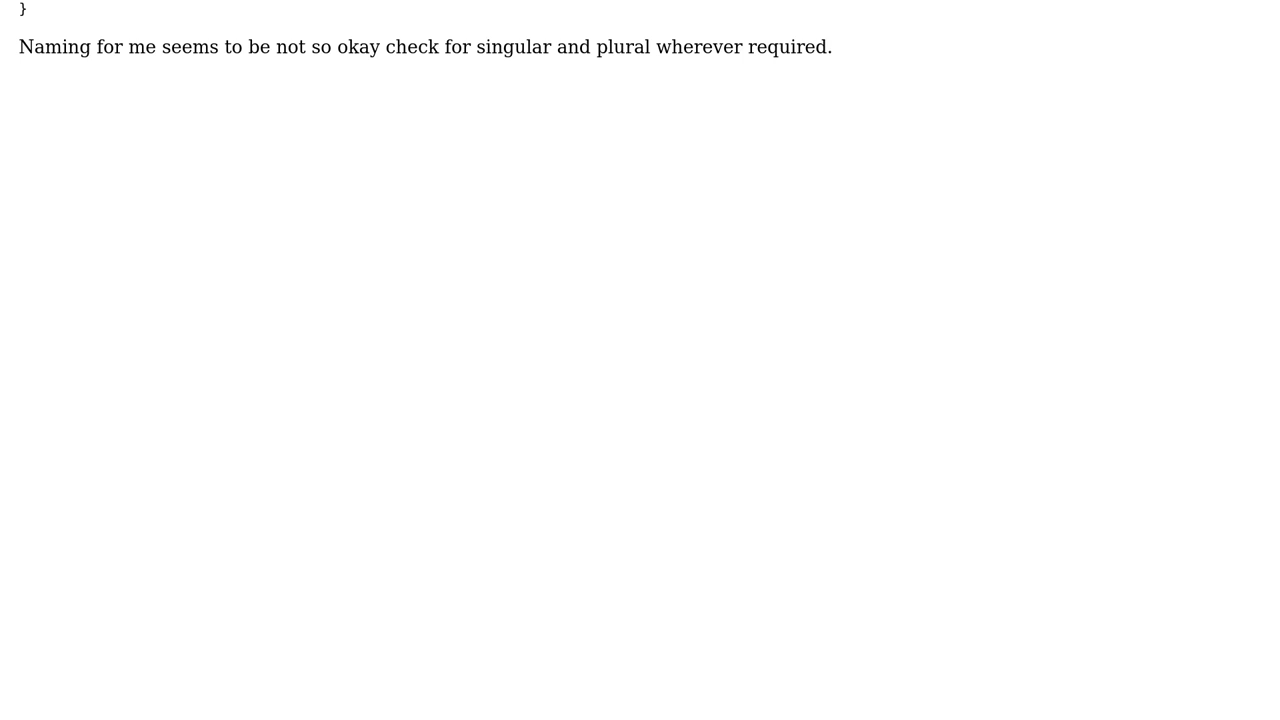 }
Naming for me seems to be not so okay check for singular and plural wherever required.